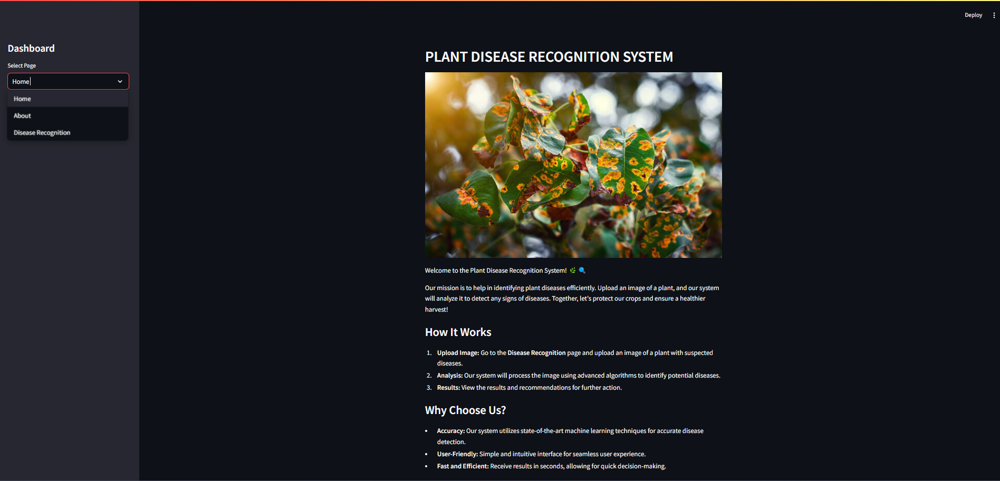 Deploy
Dashboard
Select Page
Home
Home
About
Disease Recognition
PLANT DISEASE RECOGNITION SYSTEM
Welcome to the Plant Disease Recognition System! 🌿 🔍
Our mission is to help in identifying plant diseases efficiently. Upload an image of a plant, and our system
will analyze it to detect any signs of diseases. Together, let's protect our crops and ensure a healthier
harvest!
How It Works
1. Upload Image: Go to the Disease Recognition page and upload an image of a plant with suspected
diseases.
2. Analysis: Our system will process the image using advanced algorithms to identify potential diseases.
3. Results: View the results and recommendations for further action.
Why Choose Us?
• Accuracy: Our system utilizes state-of-the-art machine learning techniques for accurate disease
detection.
• User-Friendly: Simple and intuitive interface for seamless user experience.
• Fast and Efficient: Receive results in seconds, allowing for quick decision-making.